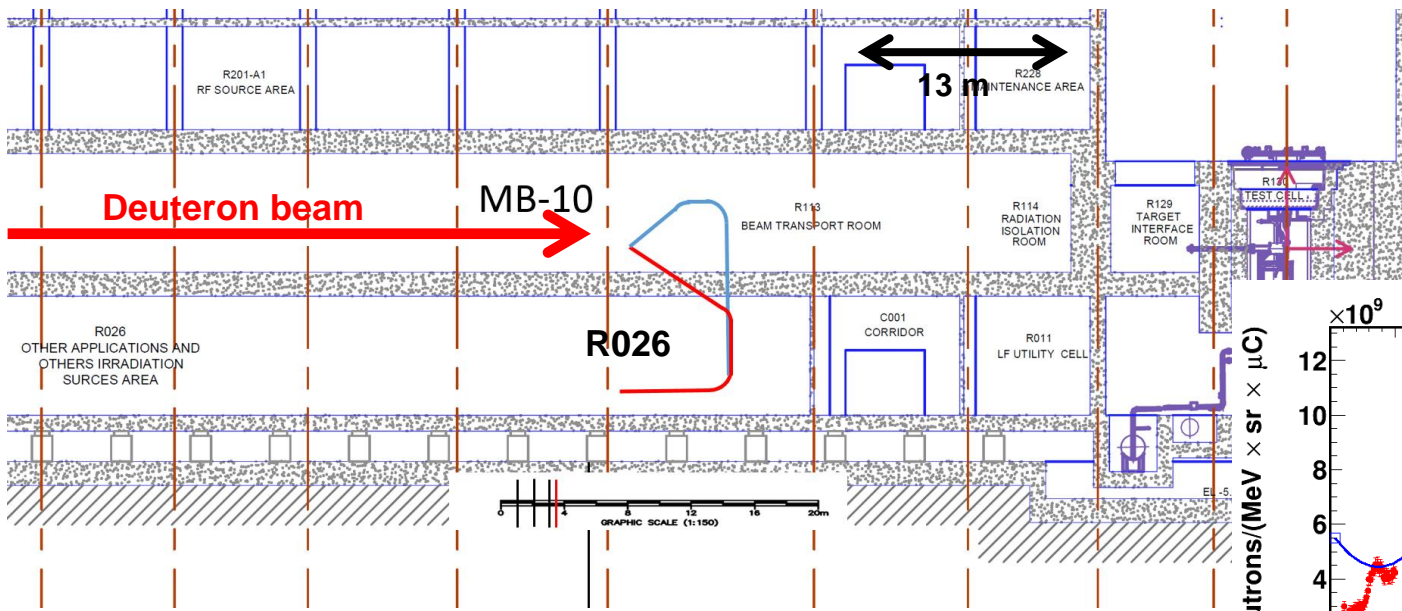 R201-A1
RF SOURCE AREA
13 m
R228
MAINTENANCE AREA
Deuteron beam
MB-10
R113
BEAM TRANSPORT ROOM
R114
RADIATION
ISOLATION
ROOM
R129
TARGET
INTERFACE
ROOM
R130
TEST CELL
R026
OTHER APPLICATIONS AND
OTHERS IRRADIATION
SURCES AREA
R026
C001
CORRIDOR
R011
LF UTILITY CELL
0 4 8 12 16 20m
GRAPHIC SCALE (1:150)
EL -5.
×10⁹
12
10
8
6
4
utrons/(MeV × sr × μC)